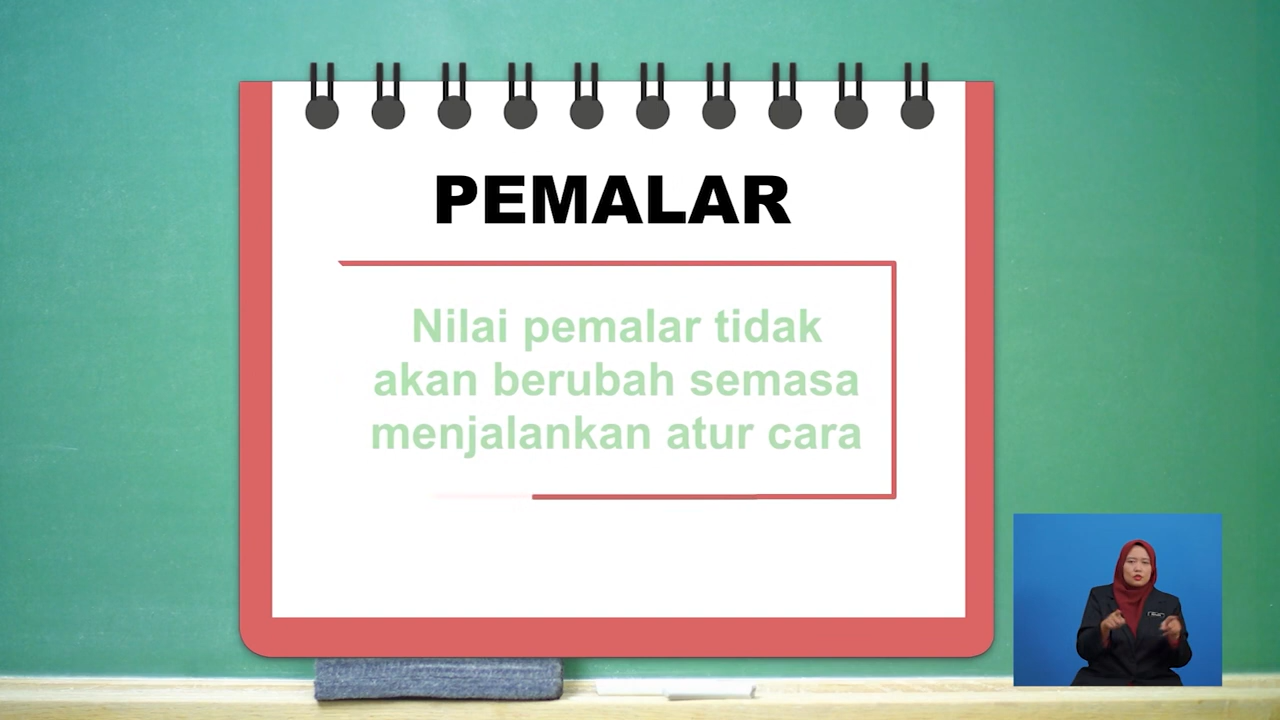 PEMALAR
Nilai pemalar tidak
akan berubah semasa
menjalankan atur cara